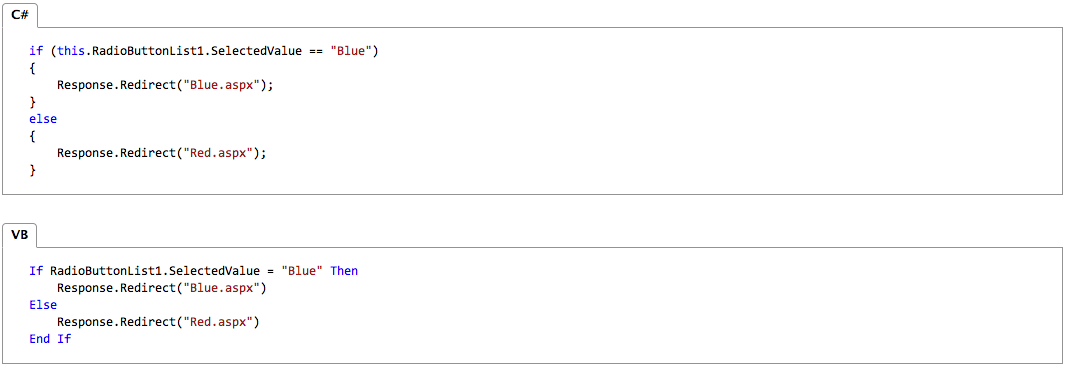 C#
if (this.RadioButtonList1.SelectedValue == "Blue")
{
    Response.Redirect("Blue.aspx");
}
else
{
    Response.Redirect("Red.aspx");
}
VB
If RadioButtonList1.SelectedValue = "Blue" Then
    Response.Redirect("Blue.aspx")
Else
    Response.Redirect("Red.aspx")
End If